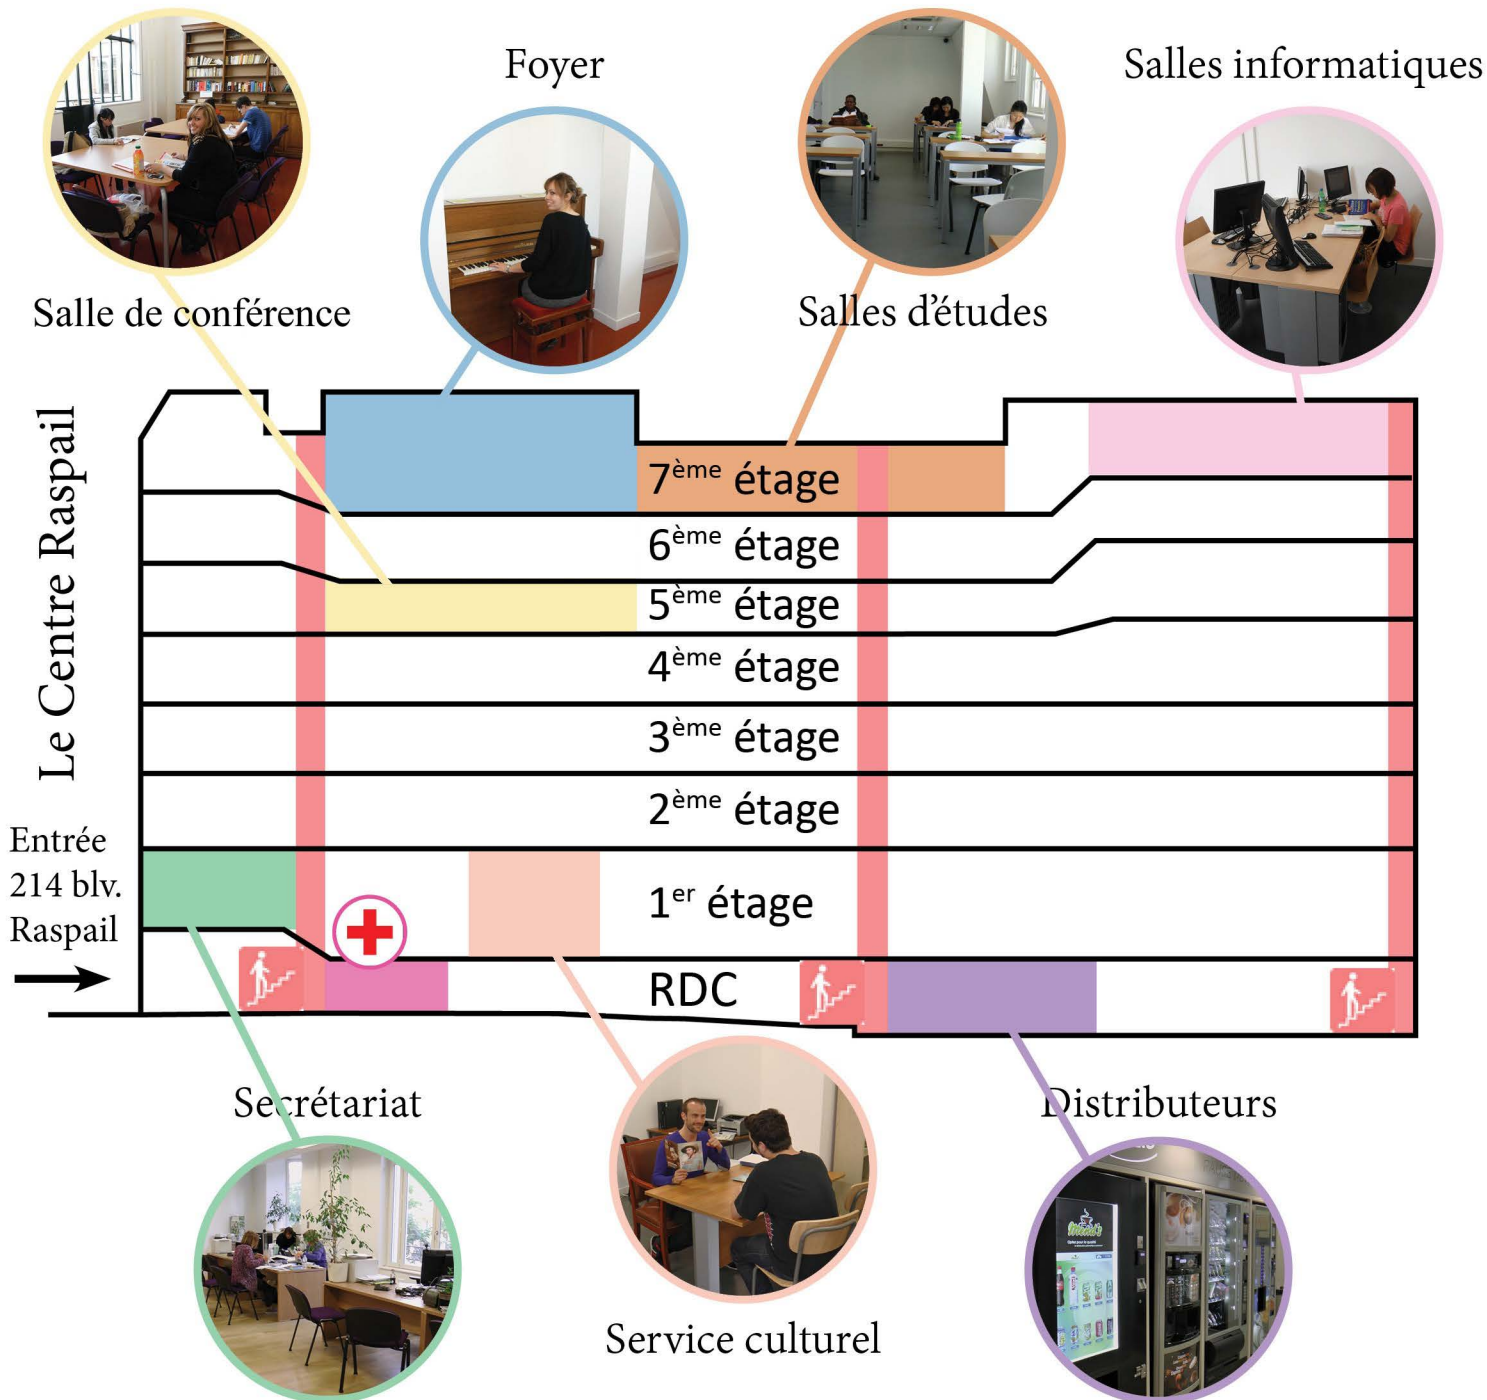 Foyer
Salles informatiques
Salle de conférence
Salles d'études
Le Centre Raspail
7ème étage
6ème étage
5ème étage
4ème étage
3ème étage
2ème étage
1er étage
RDC
Entrée
214 blv.
Raspail
Secrétariat
Distributeurs
Service culturel